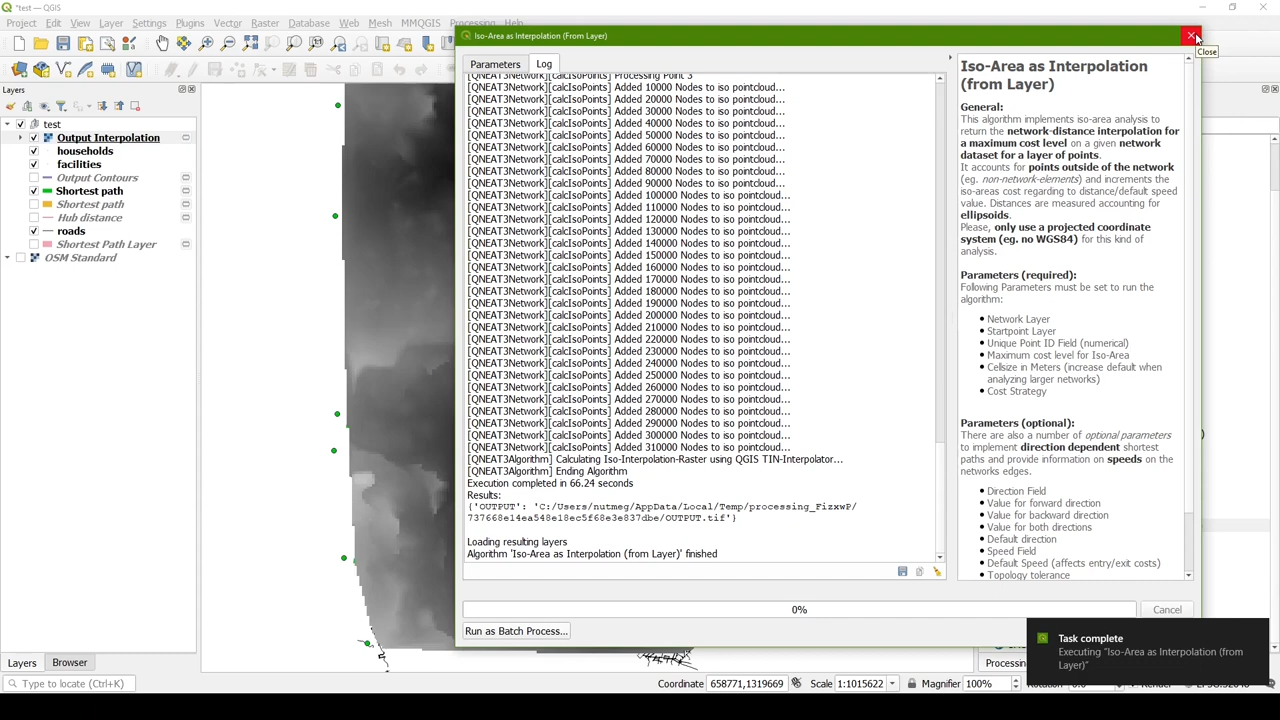 *test — QGIS
Project Edit View Layer Settings Plugins Vector Raster Database Web Mesh MMQGIS Processing Help
Iso-Area as Interpolation (From Layer)
Close
Parameters Log
Layers
test
Output Interpolation
households
facilities
Output Contours
Shortest path
Shortest path
Hub distance
roads
Shortest Path Layer
OSM Standard
[QNEAT3Network][calcIsoPoints] Processing Point 3
[QNEAT3Network][calcIsoPoints] Added 10000 Nodes to iso pointcloud...
[QNEAT3Network][calcIsoPoints] Added 20000 Nodes to iso pointcloud...
[QNEAT3Network][calcIsoPoints] Added 30000 Nodes to iso pointcloud...
[QNEAT3Network][calcIsoPoints] Added 40000 Nodes to iso pointcloud...
[QNEAT3Network][calcIsoPoints] Added 50000 Nodes to iso pointcloud...
[QNEAT3Network][calcIsoPoints] Added 60000 Nodes to iso pointcloud...
[QNEAT3Network][calcIsoPoints] Added 70000 Nodes to iso pointcloud...
[QNEAT3Network][calcIsoPoints] Added 80000 Nodes to iso pointcloud...
[QNEAT3Network][calcIsoPoints] Added 90000 Nodes to iso pointcloud...
[QNEAT3Network][calcIsoPoints] Added 100000 Nodes to iso pointcloud...
[QNEAT3Network][calcIsoPoints] Added 110000 Nodes to iso pointcloud...
[QNEAT3Network][calcIsoPoints] Added 120000 Nodes to iso pointcloud...
[QNEAT3Network][calcIsoPoints] Added 130000 Nodes to iso pointcloud...
[QNEAT3Network][calcIsoPoints] Added 140000 Nodes to iso pointcloud...
[QNEAT3Network][calcIsoPoints] Added 150000 Nodes to iso pointcloud...
[QNEAT3Network][calcIsoPoints] Added 160000 Nodes to iso pointcloud...
[QNEAT3Network][calcIsoPoints] Added 170000 Nodes to iso pointcloud...
[QNEAT3Network][calcIsoPoints] Added 180000 Nodes to iso pointcloud...
[QNEAT3Network][calcIsoPoints] Added 190000 Nodes to iso pointcloud...
[QNEAT3Network][calcIsoPoints] Added 200000 Nodes to iso pointcloud...
[QNEAT3Network][calcIsoPoints] Added 210000 Nodes to iso pointcloud...
[QNEAT3Network][calcIsoPoints] Added 220000 Nodes to iso pointcloud...
[QNEAT3Network][calcIsoPoints] Added 230000 Nodes to iso pointcloud...
[QNEAT3Network][calcIsoPoints] Added 240000 Nodes to iso pointcloud...
[QNEAT3Network][calcIsoPoints] Added 250000 Nodes to iso pointcloud...
[QNEAT3Network][calcIsoPoints] Added 260000 Nodes to iso pointcloud...
[QNEAT3Network][calcIsoPoints] Added 270000 Nodes to iso pointcloud...
[QNEAT3Network][calcIsoPoints] Added 280000 Nodes to iso pointcloud...
[QNEAT3Network][calcIsoPoints] Added 290000 Nodes to iso pointcloud...
[QNEAT3Network][calcIsoPoints] Added 300000 Nodes to iso pointcloud...
[QNEAT3Network][calcIsoPoints] Added 310000 Nodes to iso pointcloud...
[QNEAT3Algorithm] Calculating Iso-Interpolation-Raster using QGIS TIN-Interpolator...
[QNEAT3Algorithm] Ending Algorithm
Execution completed in 66.24 seconds
Results:
{'OUTPUT': 'C:/Users/nutmeg/AppData/Local/Temp/processing_FizxwP/
737668e14ea548e18ec5f68e3e837dbe/OUTPUT.tif'}
Loading resulting layers
Algorithm 'Iso-Area as Interpolation (from Layer)' finished
Iso-Area as Interpolation
(from Layer)
General:
This algorithm implements iso-area analysis to
return the network-distance interpolation for
a maximum cost level on a given network
dataset for a layer of points.
It accounts for points outside of the network
(eg. non-network-elements) and increments the
iso-areas cost regarding to distance/default speed
value. Distances are measured accounting for
ellipsoids.
Please, only use a projected coordinate
system (eg. no WGS84) for this kind of
analysis.
Parameters (required):
Following Parameters must be set to run the
algorithm:
Network Layer
Startpoint Layer
Unique Point ID Field (numerical)
Maximum cost level for Iso-Area
Cellsize in Meters (increase default when
analyzing larger networks)
Cost Strategy
Parameters (optional):
There are also a number of optional parameters
to implement direction dependent shortest
paths and provide information on speeds on the
networks edges.
Direction Field
Value for forward direction
Value for backward direction
Value for both directions
Default direction
Speed Field
Default Speed (affects entry/exit costs)
Topology tolerance
0%
Cancel
Run as Batch Process...
Task complete
Executing "Iso-Area as Interpolation (from
Layer)"
Layers Browser
Type to locate (Ctrl+K)
Coordinate 658771,1319669 Scale 1:1015622 Magnifier 100%